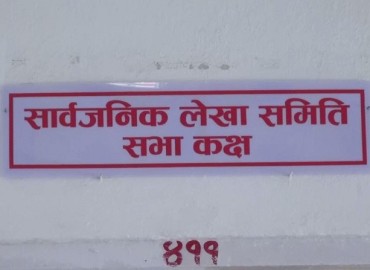 सार्वजनिक लेखा समिति
सभा कक्ष
४११